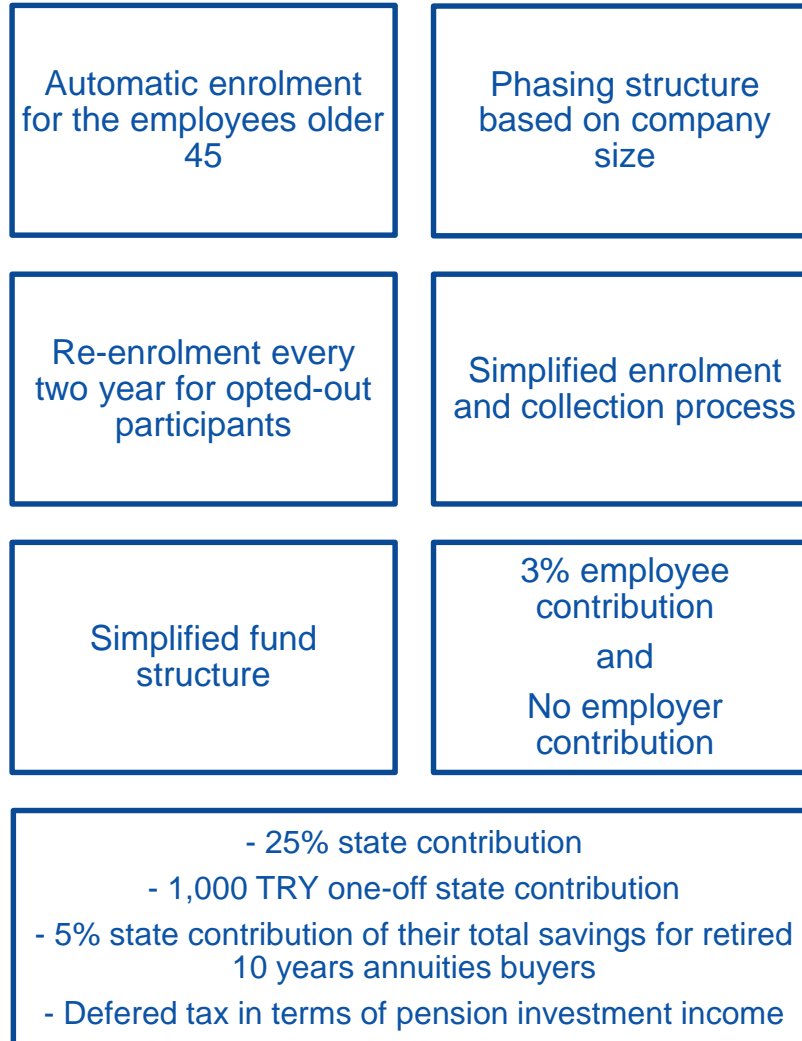 Automatic enrolment
for the employees older
45
Phasing structure
based on company
size
Re-enrolment every
two year for opted-out
participants
Simplified enrolment
and collection process
Simplified fund
structure
3% employee
contribution
and
No employer
contribution
- 25% state contribution
- 1,000 TRY one-off state contribution
- 5% state contribution of their total savings for retired
10 years annuities buyers
- Defered tax in terms of pension investment income